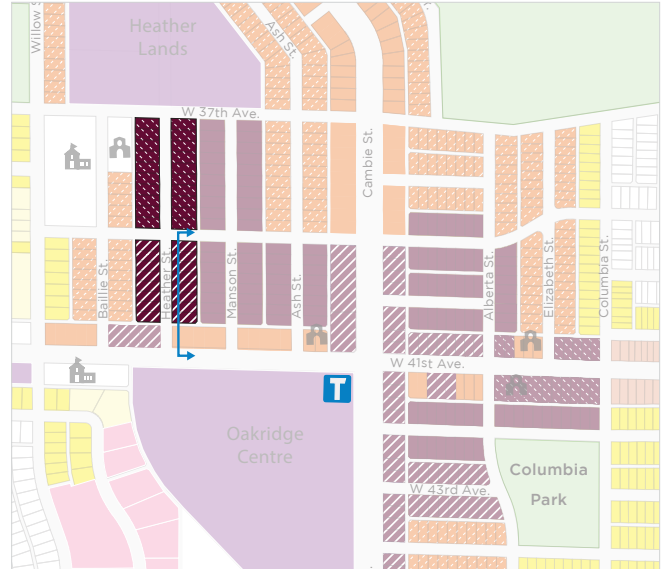 Willow S
Heather
Lands
Ash St.
r.
W 37th Ave.
Cambie St.
Baillie St.
Heather St.
Manson St.
Ash St.
Alberta St.
Elizabeth St.
Columbia St.
W 41st Ave.
T
Oakridge
Centre
Columbia
Park
W 43rd Ave.